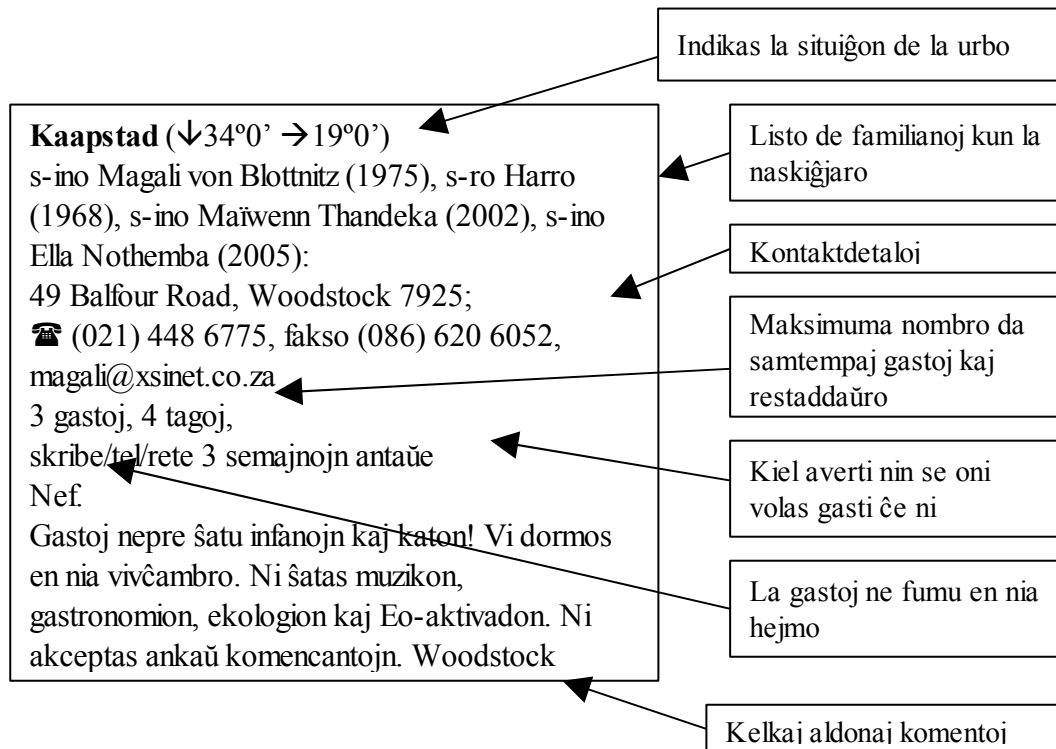 Indikas la situiĝon de la urbo
Kaapstad (↓34º0’ →19º0’)
s-ino Magali von Blottnitz (1975), s-ro Harro
(1968), s-ino Maïwenn Thandeka (2002), s-ino
Ella Nothemba (2005):
49 Balfour Road, Woodstock 7925;
☎ (021) 448 6775, fakso (086) 620 6052,
magali@xsinet.co.za
3 gastoj, 4 tagoj,
skribe/tel/rete 3 semajnojn antaŭe
Nef.
Gastoj nepre ŝatu infanojn kaj katon! Vi dormos
en nia vivĉambro. Ni ŝatas muzikon,
gastronomion, ekologion kaj Eo-aktivadon. Ni
akceptas ankaŭ komencantojn. Woodstock
Listo de familianoj kun la
naskiĝjaro
Kontaktdetaloj
Maksimuma nombro da
samtempaj gastoj kaj
restaddaŭro
Kiel averti nin se oni
volas gasti ĉe ni
La gastoj ne fumu en nia
hejmo
Kelkaj aldonaj komentoj